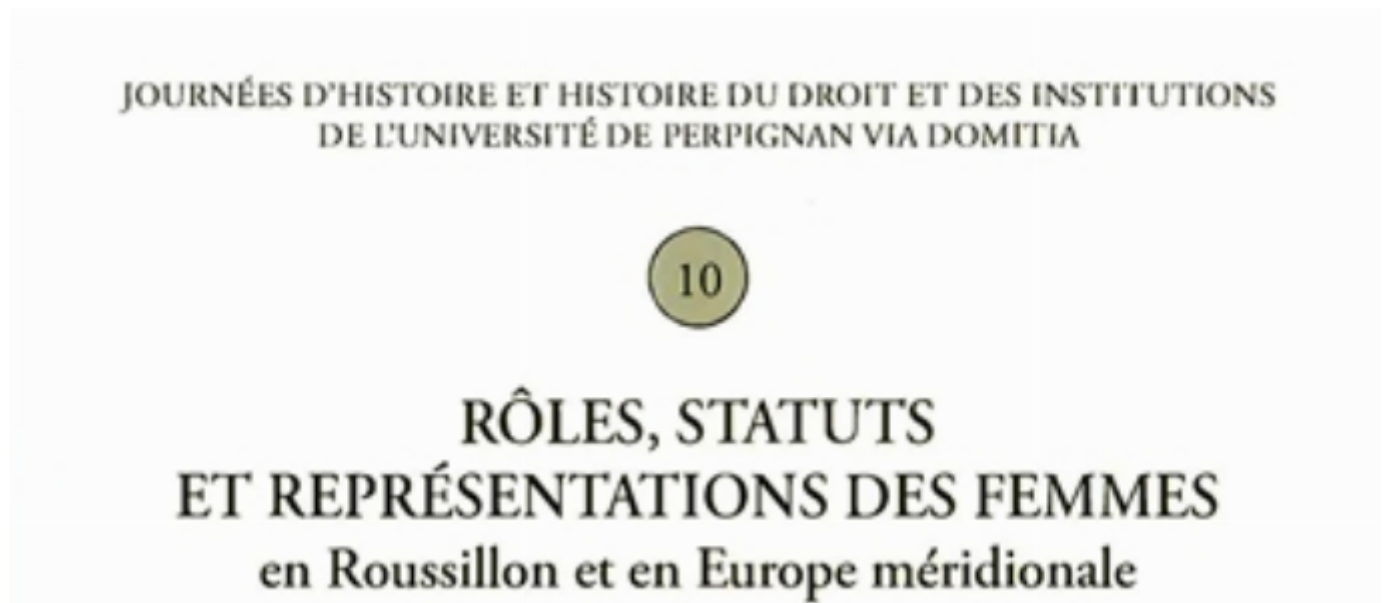 JOURNÉES D'HISTOIRE ET HISTOIRE DU DROIT ET DES INSTITUTIONS
DE L'UNIVERSITÉ DE PERPIGNAN VIA DOMITIA
10
RÔLES, STATUTS
ET REPRÉSENTATIONS DES FEMMES
en Roussillon et en Europe méridionale